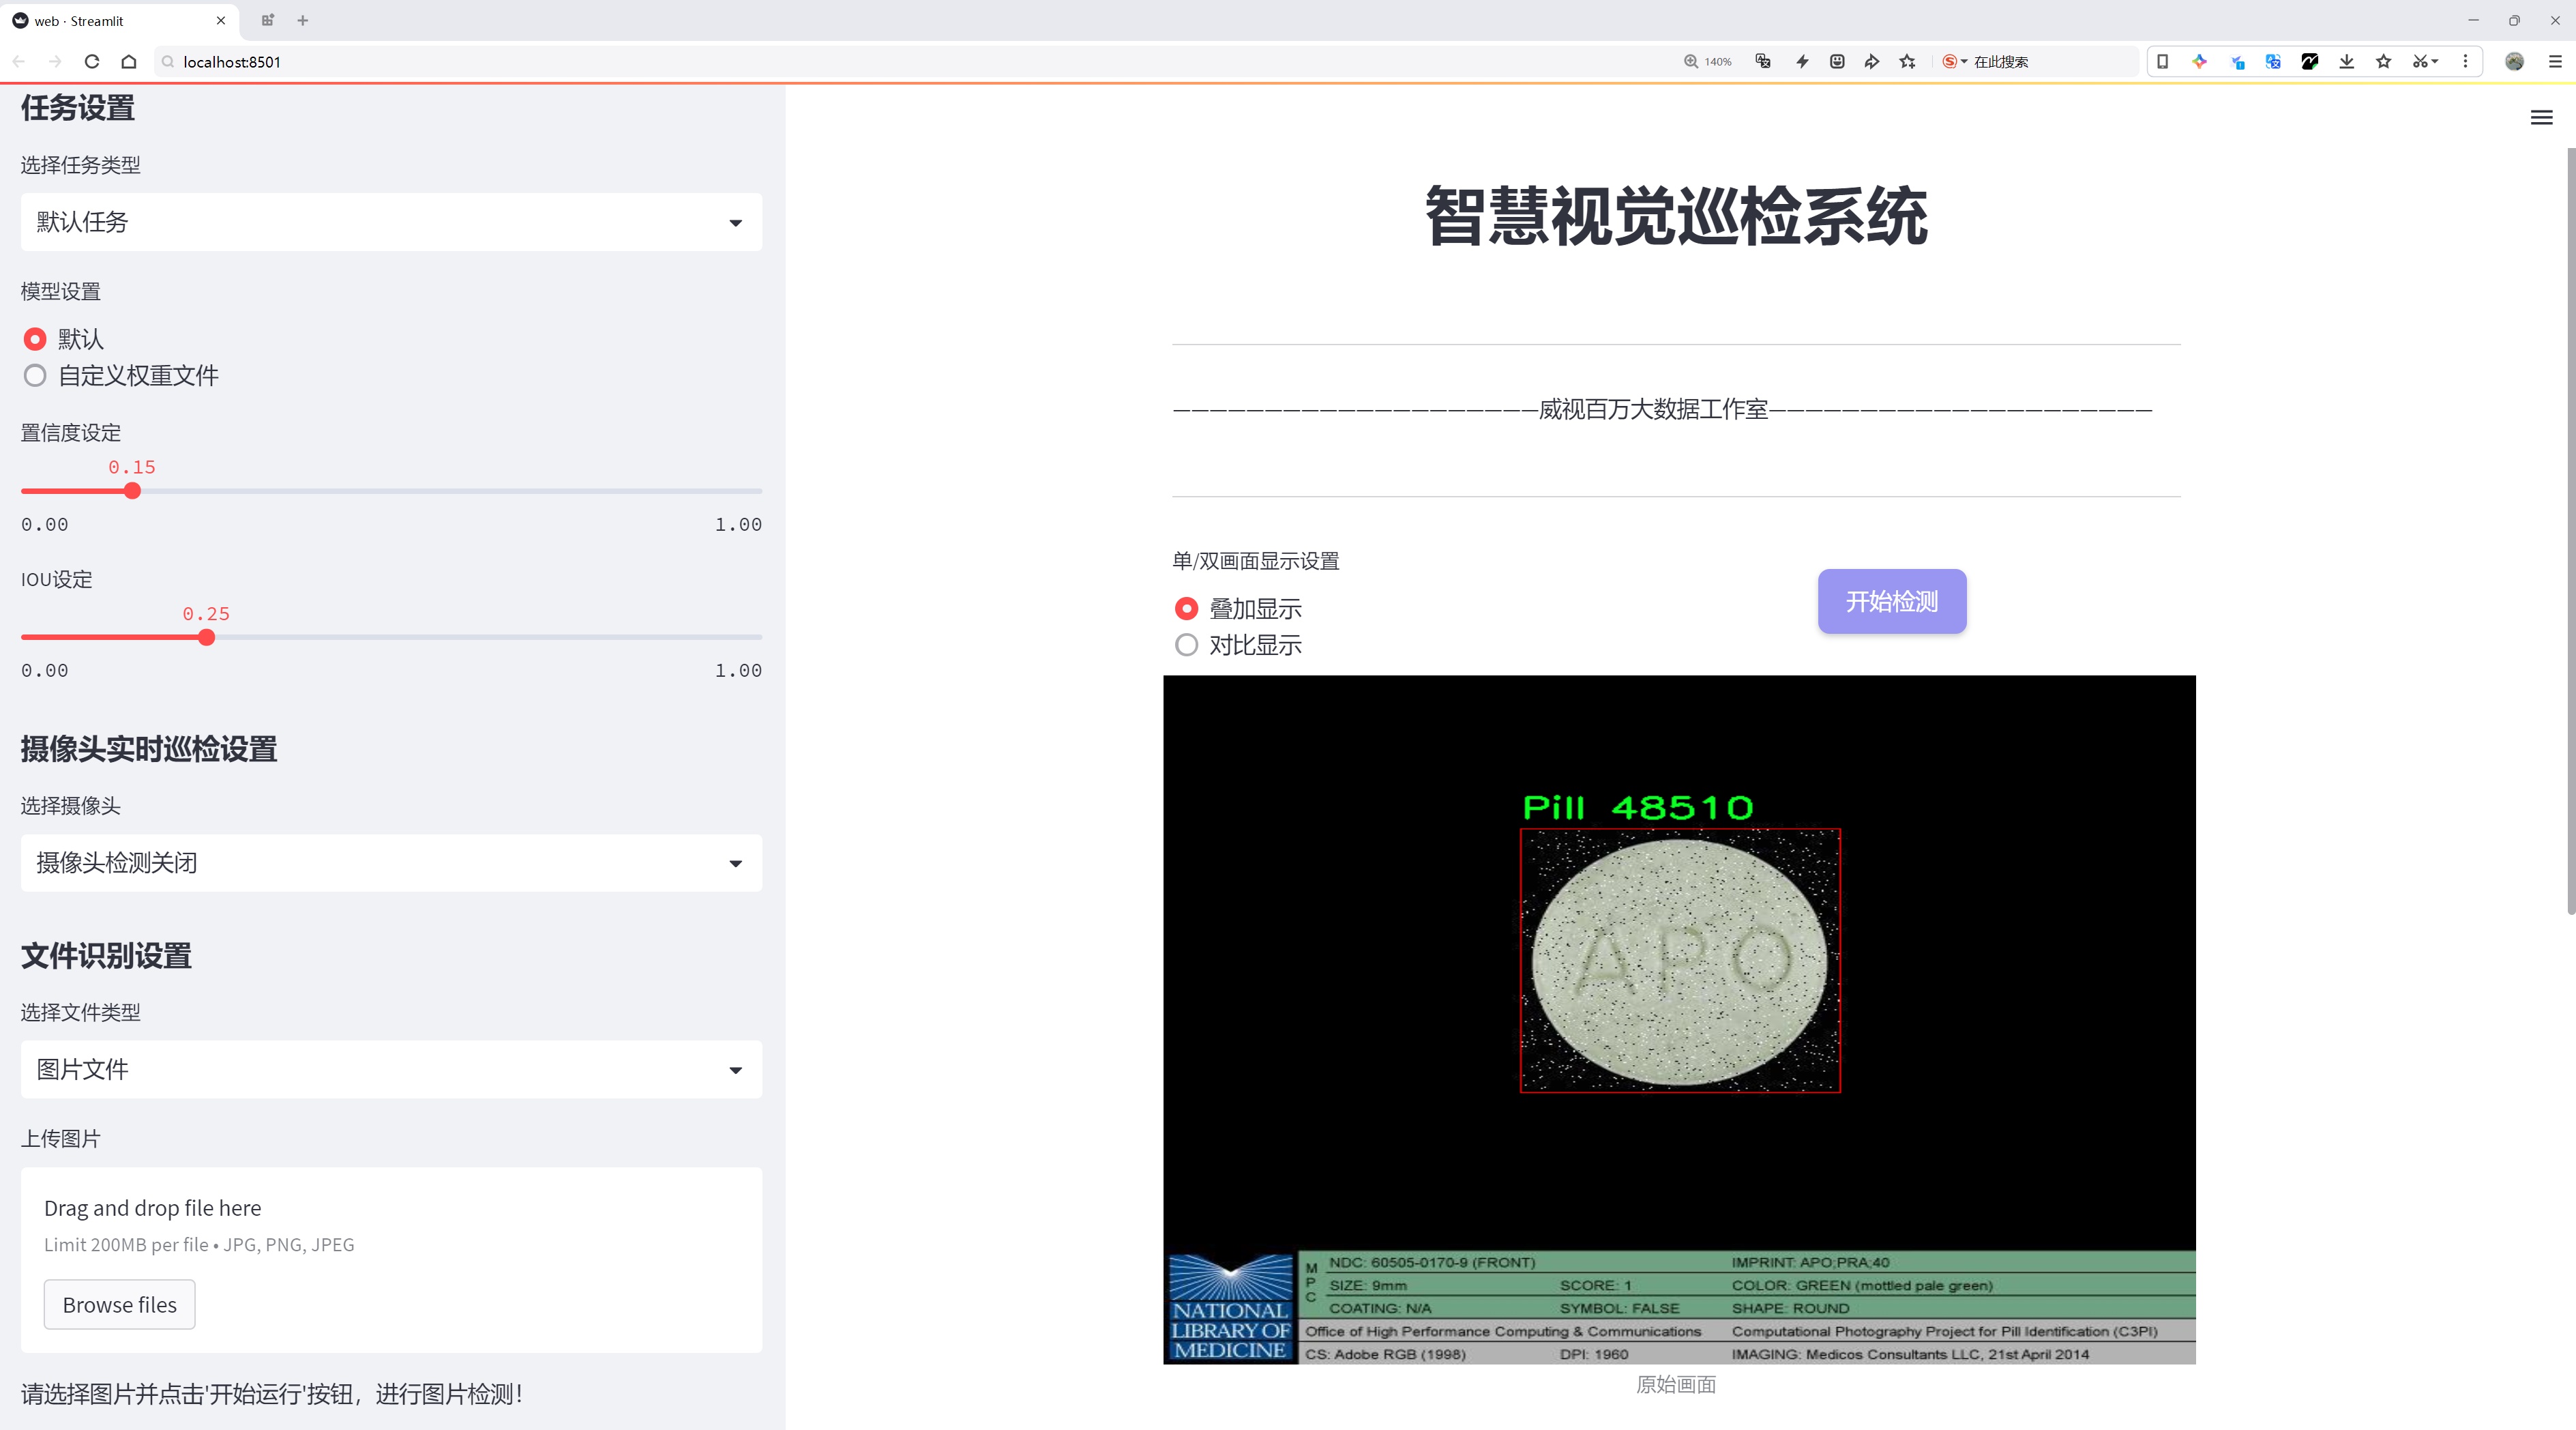 web · Streamlit
localhost:8501
140%
在此搜索
任务设置
选择任务类型
默认任务
模型设置
默认
自定义权重文件
置信度设定
0.15
0.00
1.00
IOU设定
0.25
0.00
1.00
摄像头实时巡检设置
选择摄像头
摄像头检测关闭
文件识别设置
选择文件类型
图片文件
上传图片
Drag and drop file here
Limit 200MB per file • JPG, PNG, JPEG
Browse files
请选择图片并点击'开始运行'按钮，进行图片检测！
智慧视觉巡检系统
————————————————————威视百万大数据工作室—————————————————————
单/双画面显示设置
叠加显示
对比显示
开始检测
Pill 48510
APO
NATIONAL
LIBRARY OF
MEDICINE
MPC
NDC: 60505-0170-9 (FRONT)
IMPRINT: APO;PRA;40
SIZE: 9mm
SCORE: 1
COLOR: GREEN (mottled pale green)
COATING: N/A
SYMBOL: FALSE
SHAPE: ROUND
Office of High Performance Computing & Communications
Computational Photography Project for Pill Identification (C3PI)
CS: Adobe RGB (1998)
DPI: 1960
IMAGING: Medicos Consultants LLC, 21st April 2014
原始画面